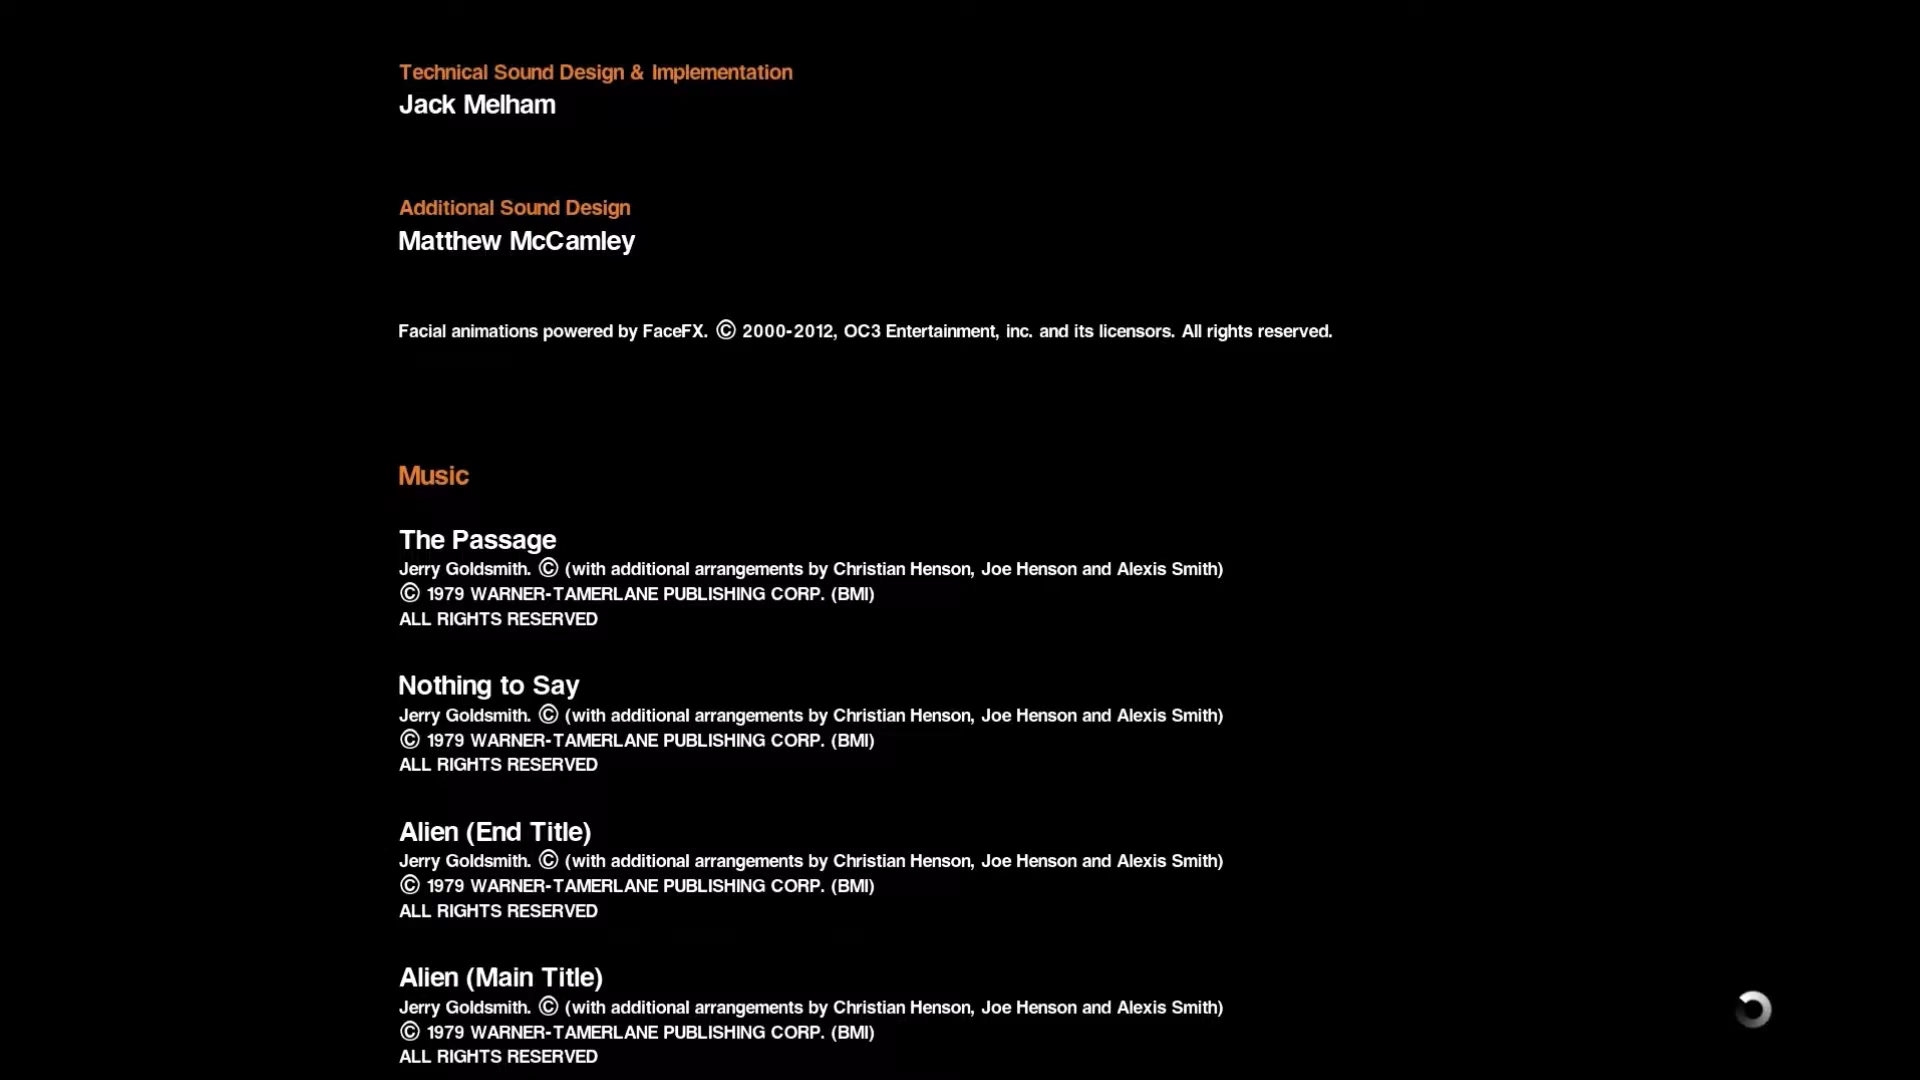 Technical Sound Design & Implementation
Jack Melham
Additional Sound Design
Matthew McCamley
Facial animations powered by FaceFX. © 2000-2012, OC3 Entertainment, inc. and its licensors. All rights reserved.
Music
The Passage
Jerry Goldsmith. © (with additional arrangements by Christian Henson, Joe Henson and Alexis Smith)
© 1979 WARNER-TAMERLANE PUBLISHING CORP. (BMI)
ALL RIGHTS RESERVED
Nothing to Say
Jerry Goldsmith. © (with additional arrangements by Christian Henson, Joe Henson and Alexis Smith)
© 1979 WARNER-TAMERLANE PUBLISHING CORP. (BMI)
ALL RIGHTS RESERVED
Alien (End Title)
Jerry Goldsmith. © (with additional arrangements by Christian Henson, Joe Henson and Alexis Smith)
© 1979 WARNER-TAMERLANE PUBLISHING CORP. (BMI)
ALL RIGHTS RESERVED
Alien (Main Title)
Jerry Goldsmith. © (with additional arrangements by Christian Henson, Joe Henson and Alexis Smith)
© 1979 WARNER-TAMERLANE PUBLISHING CORP. (BMI)
ALL RIGHTS RESERVED